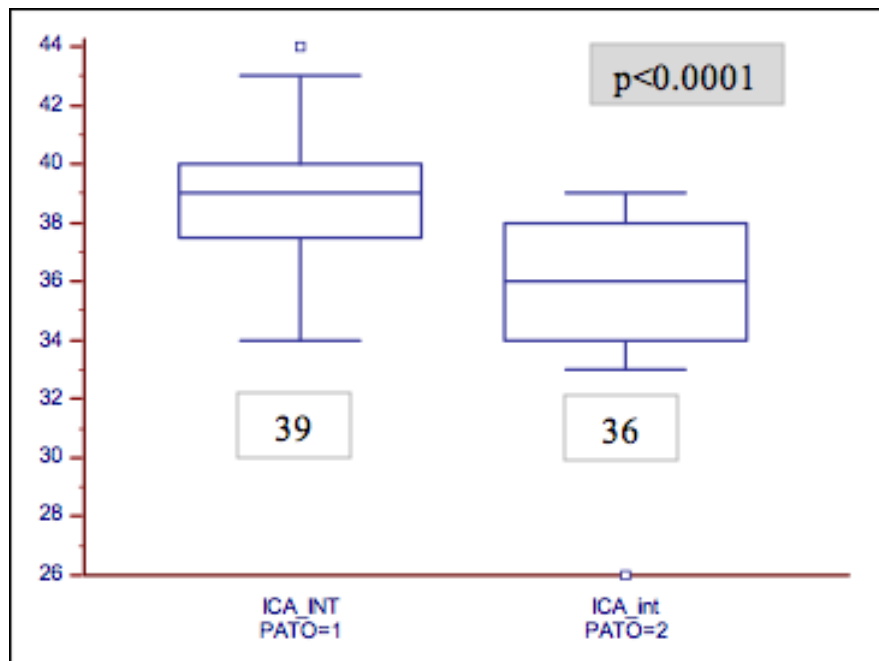 44
42
40
38
36
34
32
30
28
26
p<0.0001
39
36
ICA_INT
PATO=1
ICA_int
PATO=2